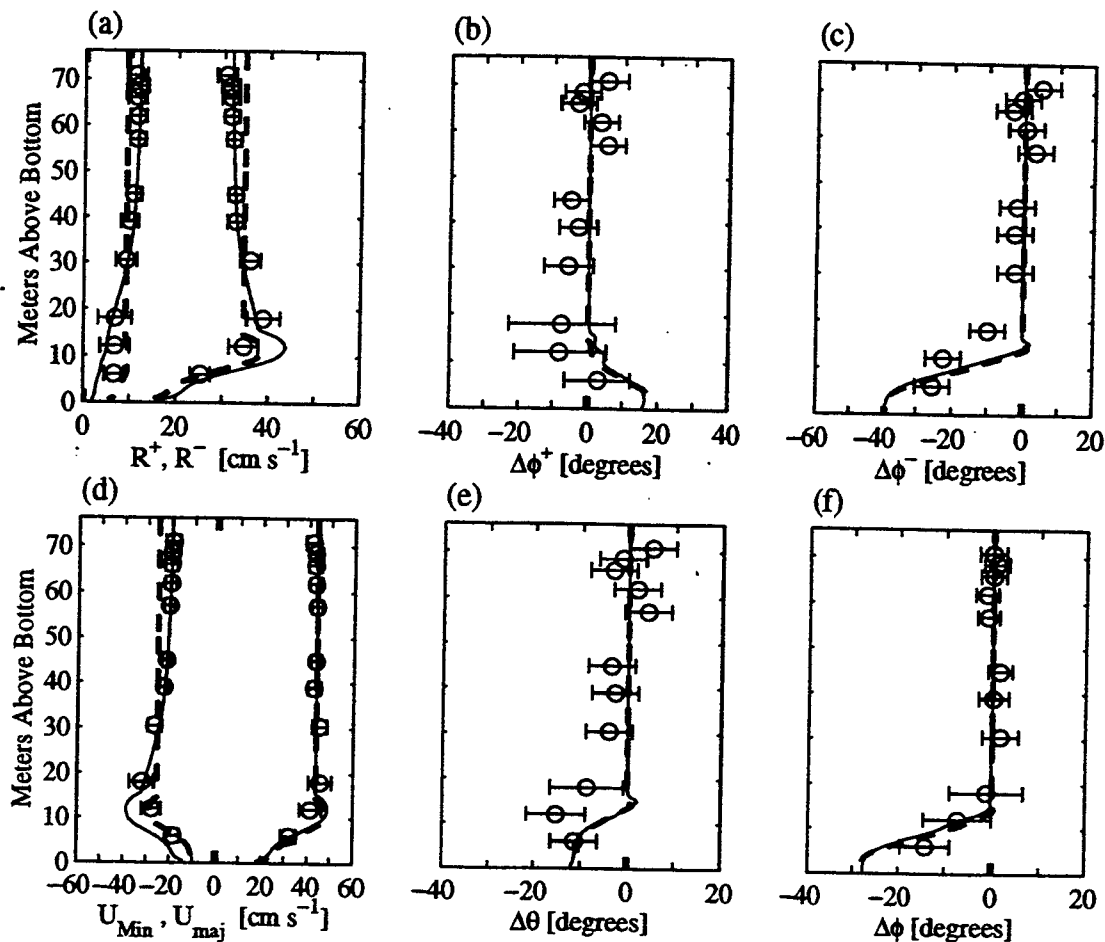 (a)
(b)
(c)
Meters Above Bottom
70
60
50
40
30
20
10
0
0 20 40 60
R⁺, R⁻ [cm s⁻¹]
−40 −20 0 20 40
Δϕ⁺ [degrees]
−60 −40 −20 0 20
Δϕ⁻ [degrees]
(d)
(e)
(f)
Meters Above Bottom
70
60
50
40
30
20
10
0
−60 −40 −20 0 20 40 60
U_Min, U_maj [cm s⁻¹]
−40 −20 0 20
Δθ [degrees]
−40 −20 0 20
Δϕ [degrees]